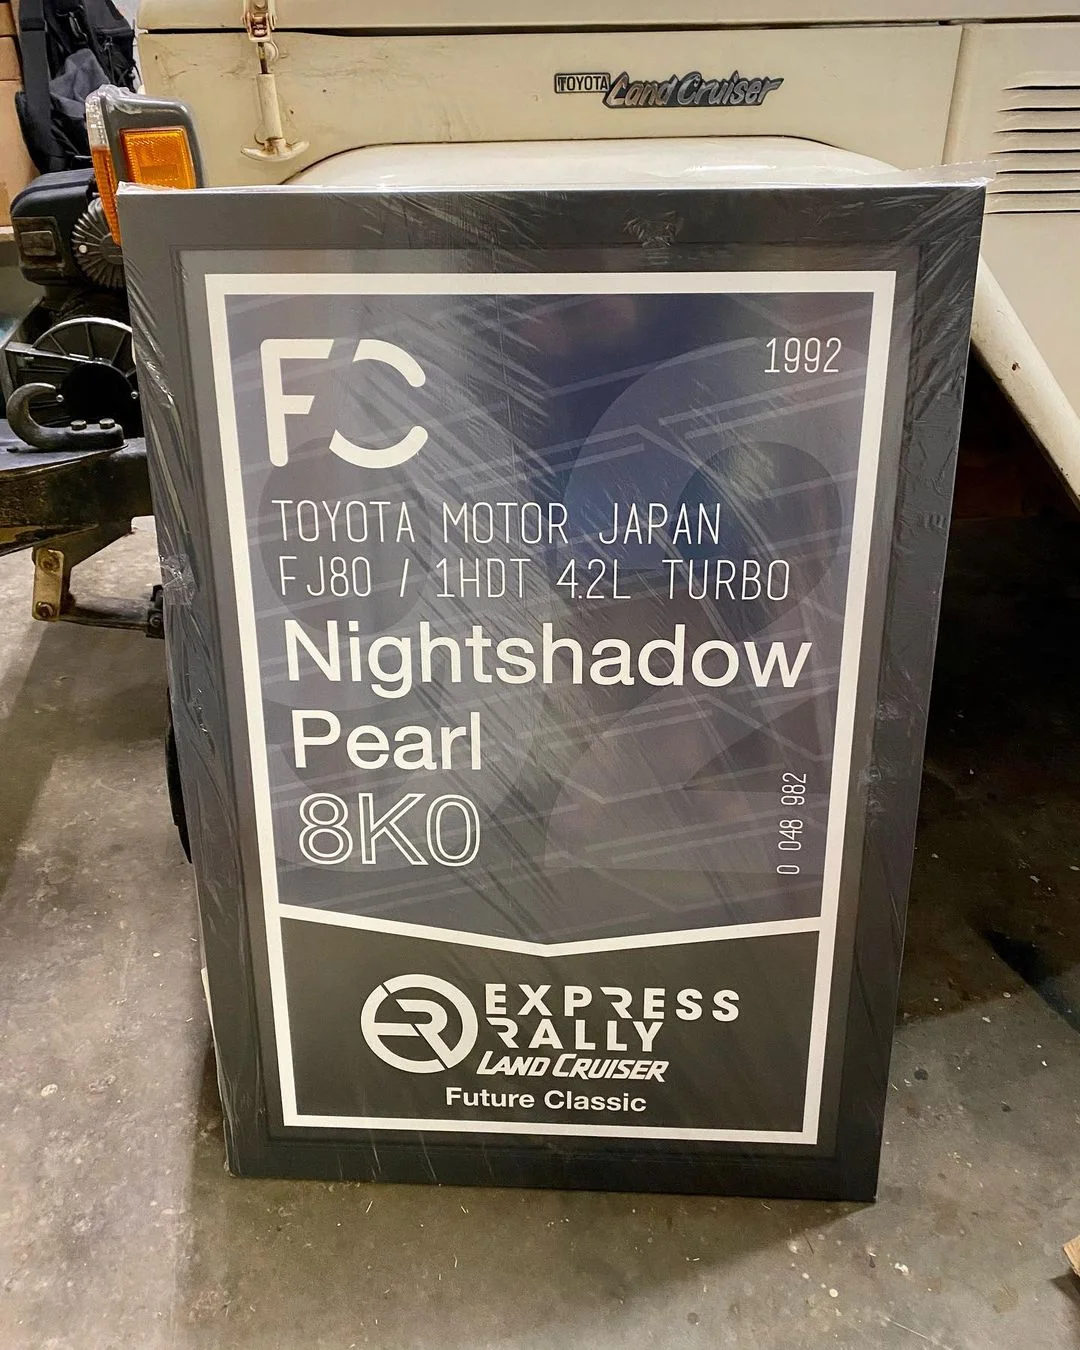 TOYOTA Land Cruiser
FC
1992
TOYOTA MOTOR JAPAN
FJ80 / 1HDT 4.2L TURBO
Nightshadow
Pearl
8K0
0 048 982
ER EXPRESS
RALLY
LAND CRUISER
Future Classic